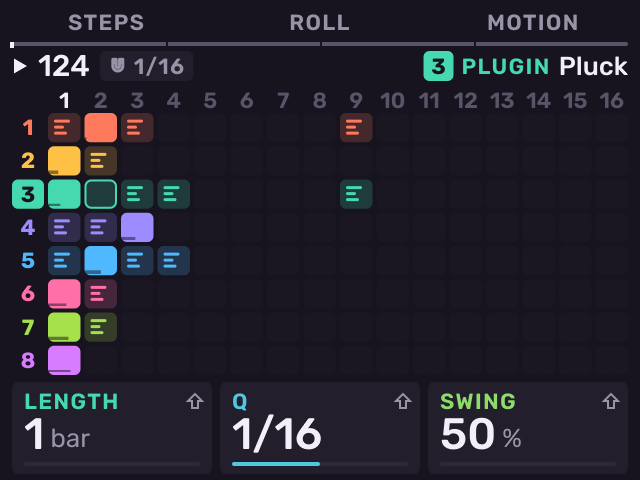 STEPS ROLL MOTION
124 1/16 3 PLUGIN Pluck
1 2 3 4 5 6 7 8 9 10 11 12 13 14 15 16
1
2
3
4
5
6
7
8
LENGTH Q SWING
1 bar 1/16 50 %